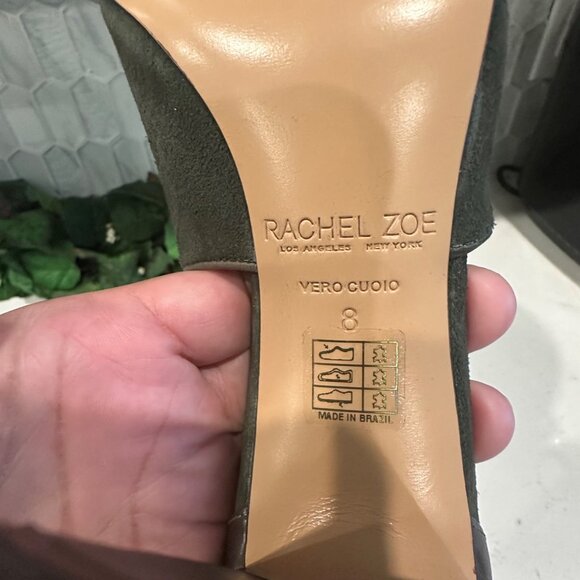 RACHEL ZOE
LOS ANGELES NEW YORK
VERO CUOIO
8
MADE IN BRAZIL